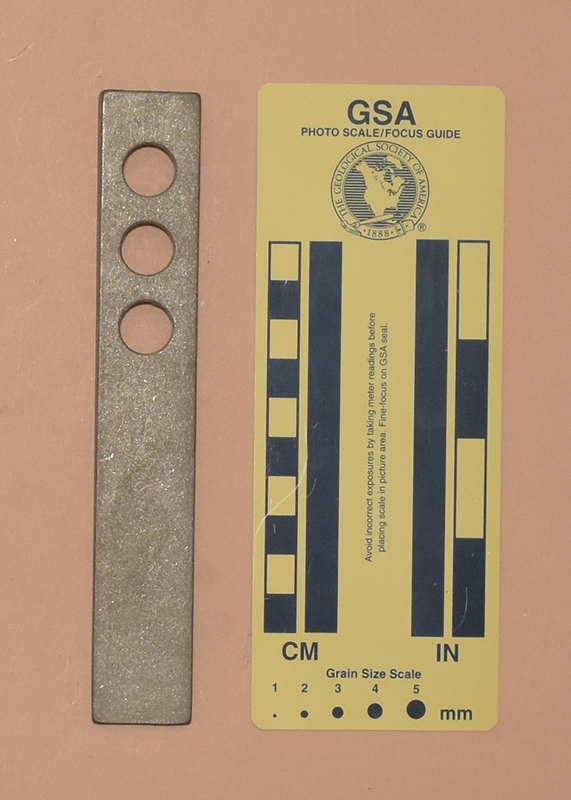 GSA
PHOTO SCALE/FOCUS GUIDE
THE GEOLOGICAL SOCIETY OF AMERICA
·1888·
®
Avoid incorrect exposures by taking meter readings before
placing scale in picture area. Fine-focus on GSA seal.
CM
IN
Grain Size Scale
1 2 3 4 5
mm